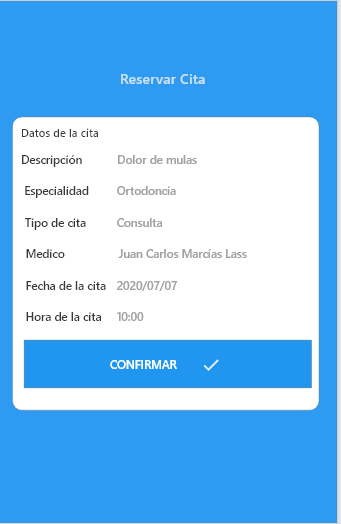 Reservar Cita
Datos de la cita
Descripción Dolor de mulas
Especialidad Ortodoncia
Tipo de cita Consulta
Medico Juan Carlos Marcías Lass
Fecha de la cita 2020/07/07
Hora de la cita 10:00
CONFIRMAR